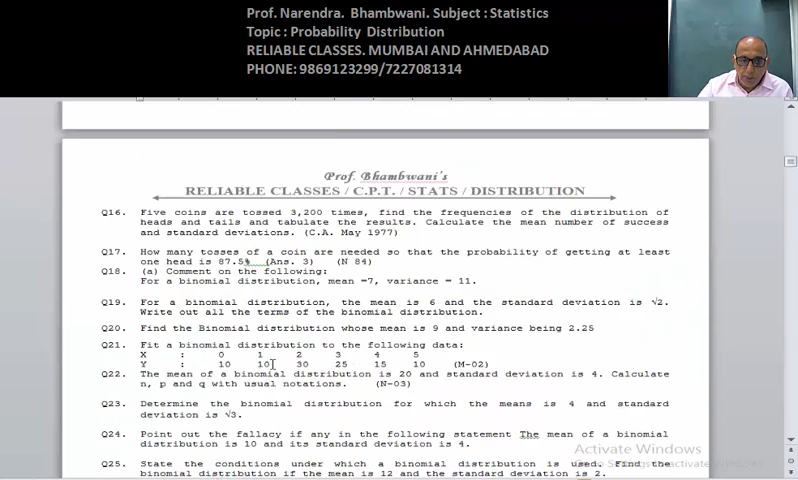 Prof. Narendra. Bhambwani. Subject : Statistics
Topic : Probability Distribution
RELIABLE CLASSES. MUMBAI AND AHMEDABAD
PHONE: 9869123299/7227081314
Prof. Bhambwani's
RELIABLE CLASSES / C.P.T. / STATS / DISTRIBUTION
Q16. Five coins are tossed 3,200 times, find the frequencies of the distribution of
heads and tails and tabulate the results. Calculate the mean number of success
and standard deviations. (C.A. May 1977)
Q17. How many tosses of a coin are needed so that the probability of getting at least
one head is 87.5% (Ans. 3) (N 84)
Q18. (a) Comment on the following:
For a binomial distribution, mean =7, variance = 11.
Q19. For a binomial distribution, the mean is 6 and the standard deviation is √2.
Write out all the terms of the binomial distribution.
Q20. Find the Binomial distribution whose mean is 9 and variance being 2.25
Q21. Fit a binomial distribution to the following data:
X : 0 1 2 3 4 5
Y : 10 10 30 25 15 10 (M-02)
Q22. The mean of a binomial distribution is 20 and standard deviation is 4. Calculate
n, p and q with usual notations. (N-03)
Q23. Determine the binomial distribution for which the means is 4 and standard
deviation is √3.
Q24. Point out the fallacy if any in the following statement The mean of a binomial
distribution is 10 and its standard deviation is 4.
Activate Windows
Q25. State the conditions under which a binomial distribution is used. Find the
binomial distribution if the mean is 12 and the standard deviation is 2.